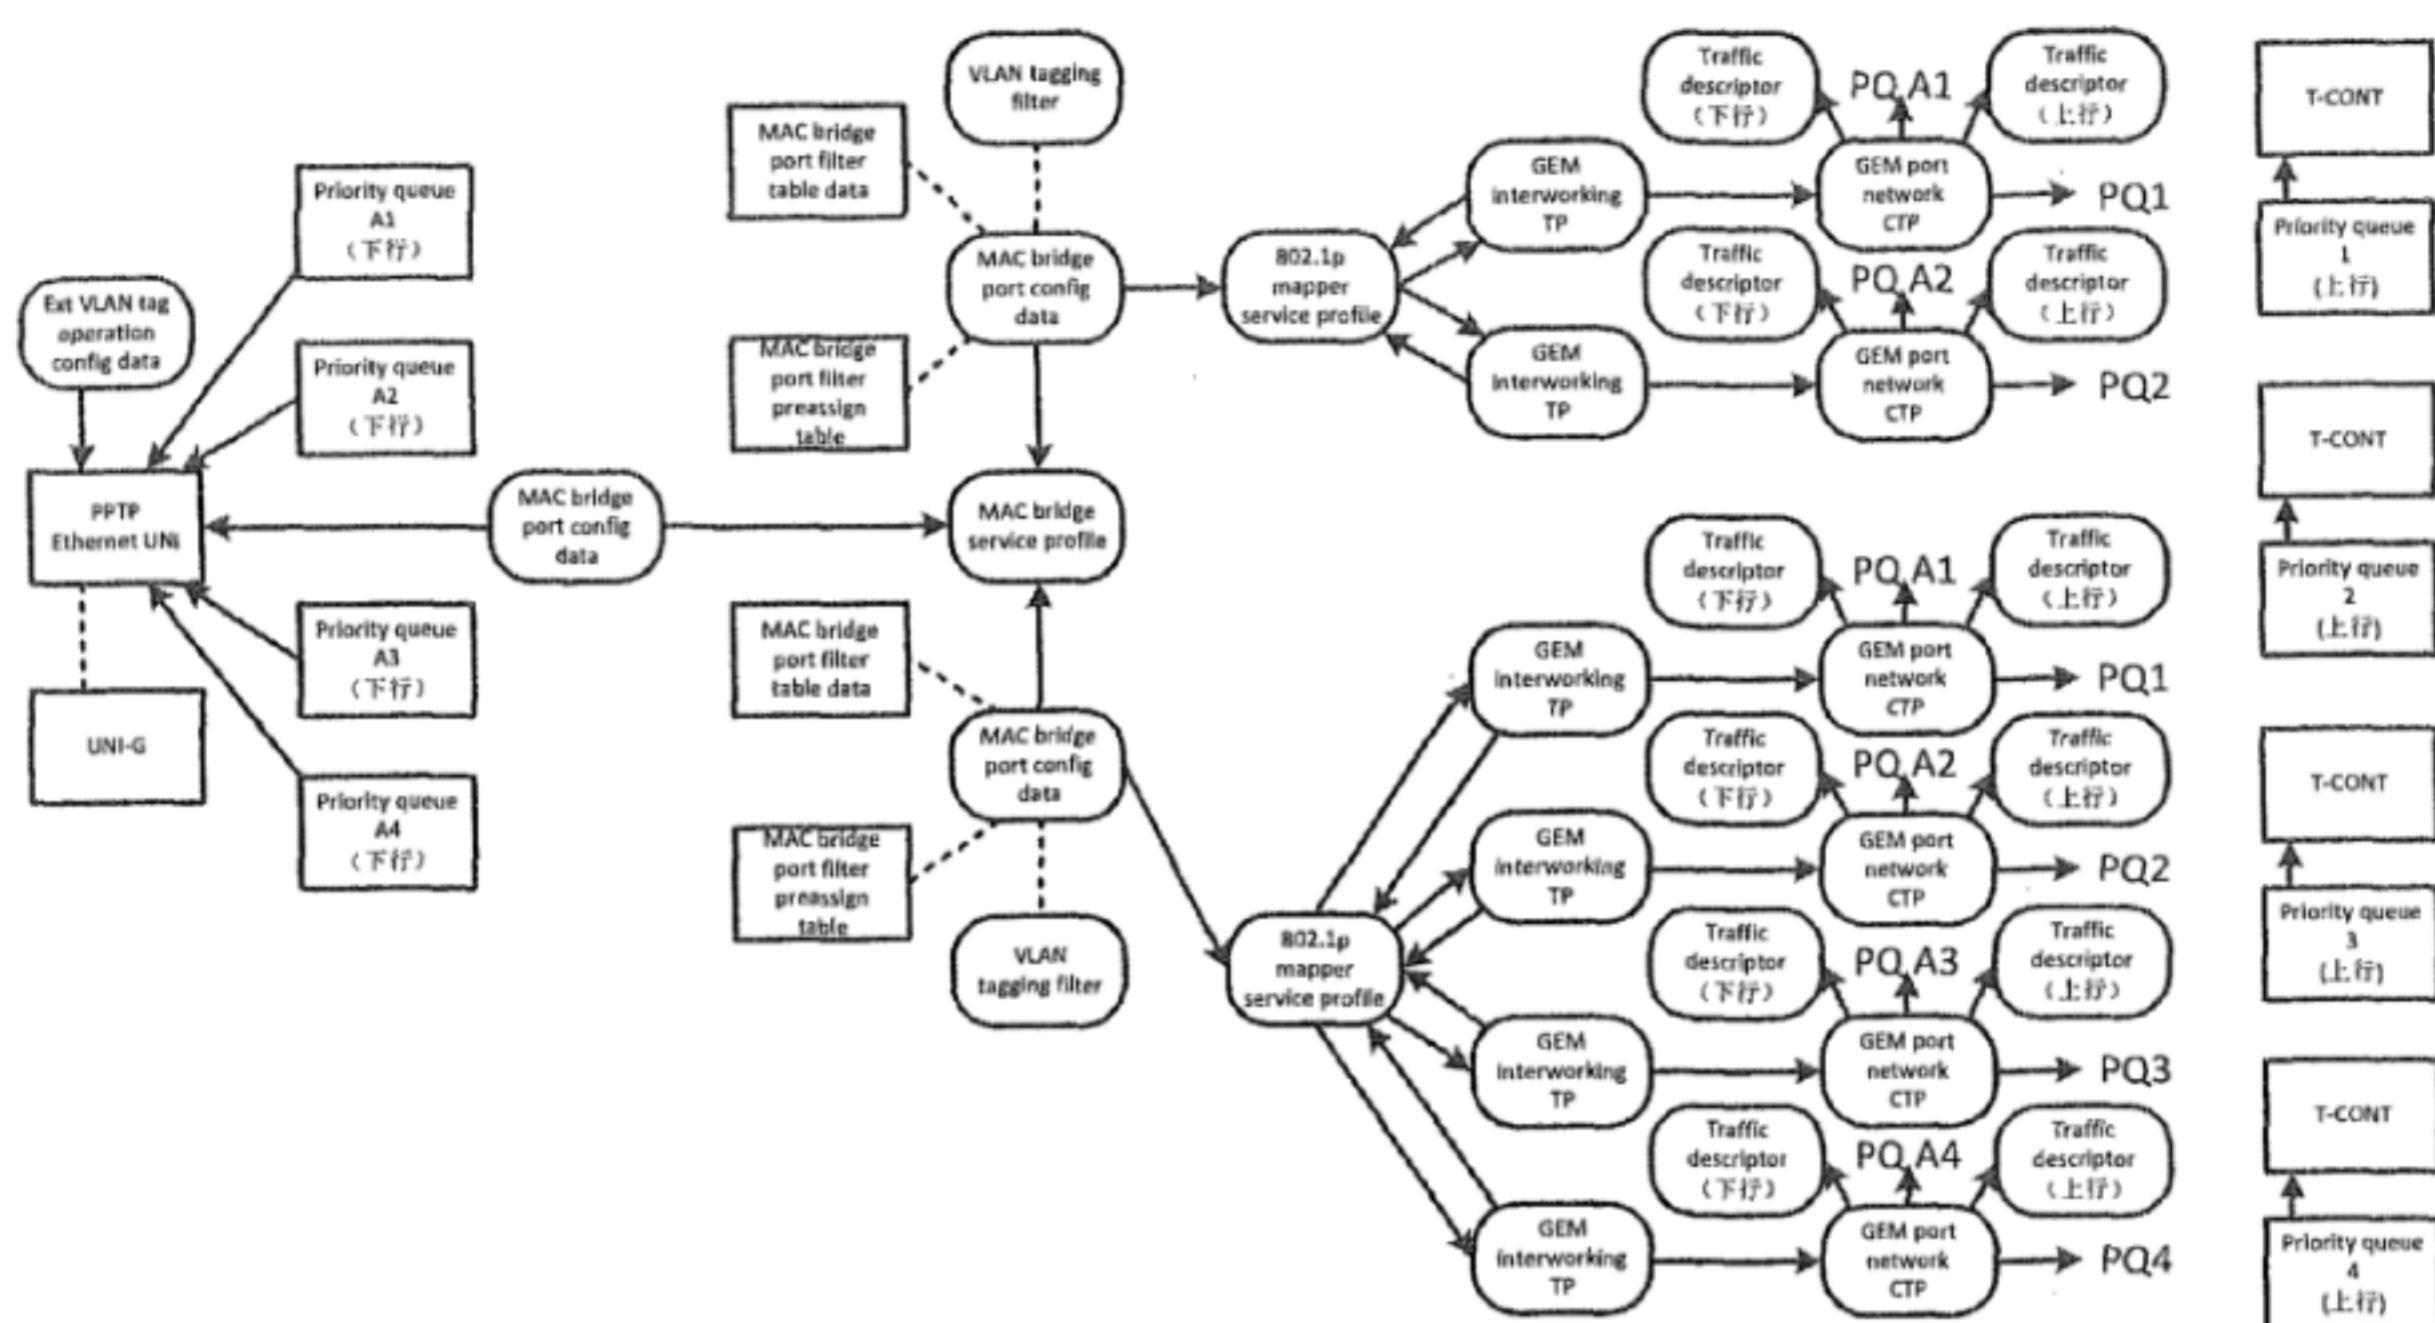 Ext VLAN tag
operation
config data
Priority queue
A1
（下行）
Priority queue
A2
（下行）
PPTP
Ethernet UNI
UNI-G
Priority queue
A3
（下行）
Priority queue
A4
（下行）
MAC bridge
port config
data
VLAN tagging
filter
MAC bridge
port filter
table data
MAC bridge
port config
data
MAC bridge
port filter
preassign
table
MAC bridge
service profile
MAC bridge
port filter
table data
MAC bridge
port config
data
MAC bridge
port filter
preassign
table
VLAN
tagging filter
802.1p
mapper
service profile
GEM
interworking
TP
GEM
interworking
TP
Traffic
descriptor
（下行）
PQ A1
Traffic
descriptor
（上行）
GEM port
network
CTP
PQ1
Traffic
descriptor
（下行）
PQ A2
Traffic
descriptor
（上行）
GEM port
network
CTP
PQ2
802.1p
mapper
service profile
GEM
interworking
TP
GEM
interworking
TP
GEM
interworking
TP
GEM
interworking
TP
Traffic
descriptor
（下行）
PQ A1
Traffic
descriptor
（上行）
GEM port
network
CTP
PQ1
Traffic
descriptor
（下行）
PQ A2
Traffic
descriptor
（上行）
GEM port
network
CTP
PQ2
Traffic
descriptor
（下行）
PQ A3
Traffic
descriptor
（上行）
GEM port
network
CTP
PQ3
Traffic
descriptor
（下行）
PQ A4
Traffic
descriptor
（上行）
GEM port
network
CTP
PQ4
T-CONT
Priority queue
1
(上行)
T-CONT
Priority queue
2
(上行)
T-CONT
Priority queue
3
(上行)
T-CONT
Priority queue
4
(上行)